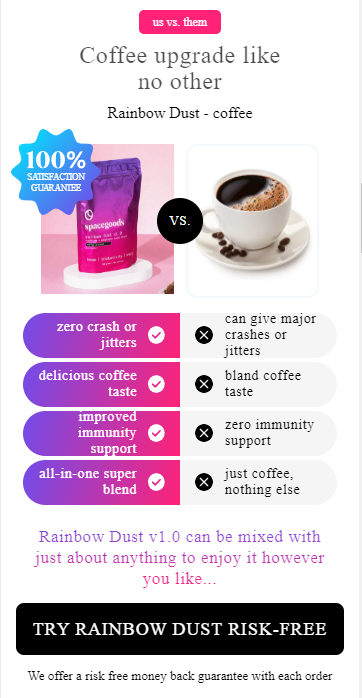 us vs. them
Coffee upgrade like
no other
Rainbow Dust - coffee
100%
SATISFACTION
GUARANTEE
spacegoods
VS.
zero crash or
jitters
can give major
crashes or
jitters
delicious coffee
taste
bland coffee
taste
improved
immunity
support
zero immunity
support
all-in-one super
blend
just coffee,
nothing else
Rainbow Dust v1.0 can be mixed with
just about anything to enjoy it however
you like...
TRY RAINBOW DUST RISK-FREE
We offer a risk free money back guarantee with each order